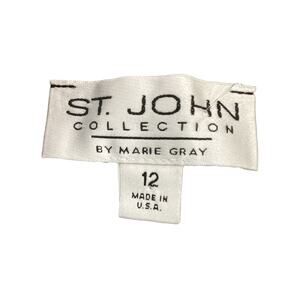 ST. JOHN
COLLECTION
BY MARIE GRAY
12
MADE IN
U.S.A.